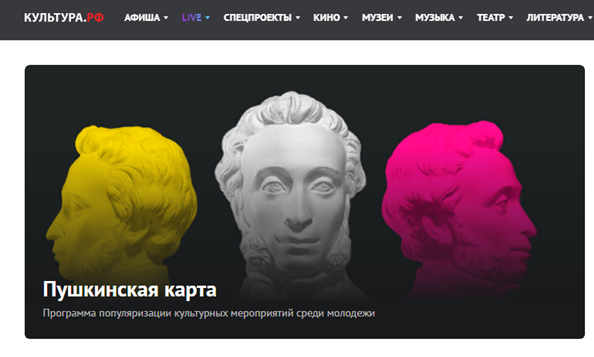 КУЛЬТУРА.РФ АФИША LIVE СПЕЦПРОЕКТЫ КИНО МУЗЕИ МУЗЫКА ТЕАТР ЛИТЕРАТУРА
Пушкинская карта
Программа популяризации культурных мероприятий среди молодежи